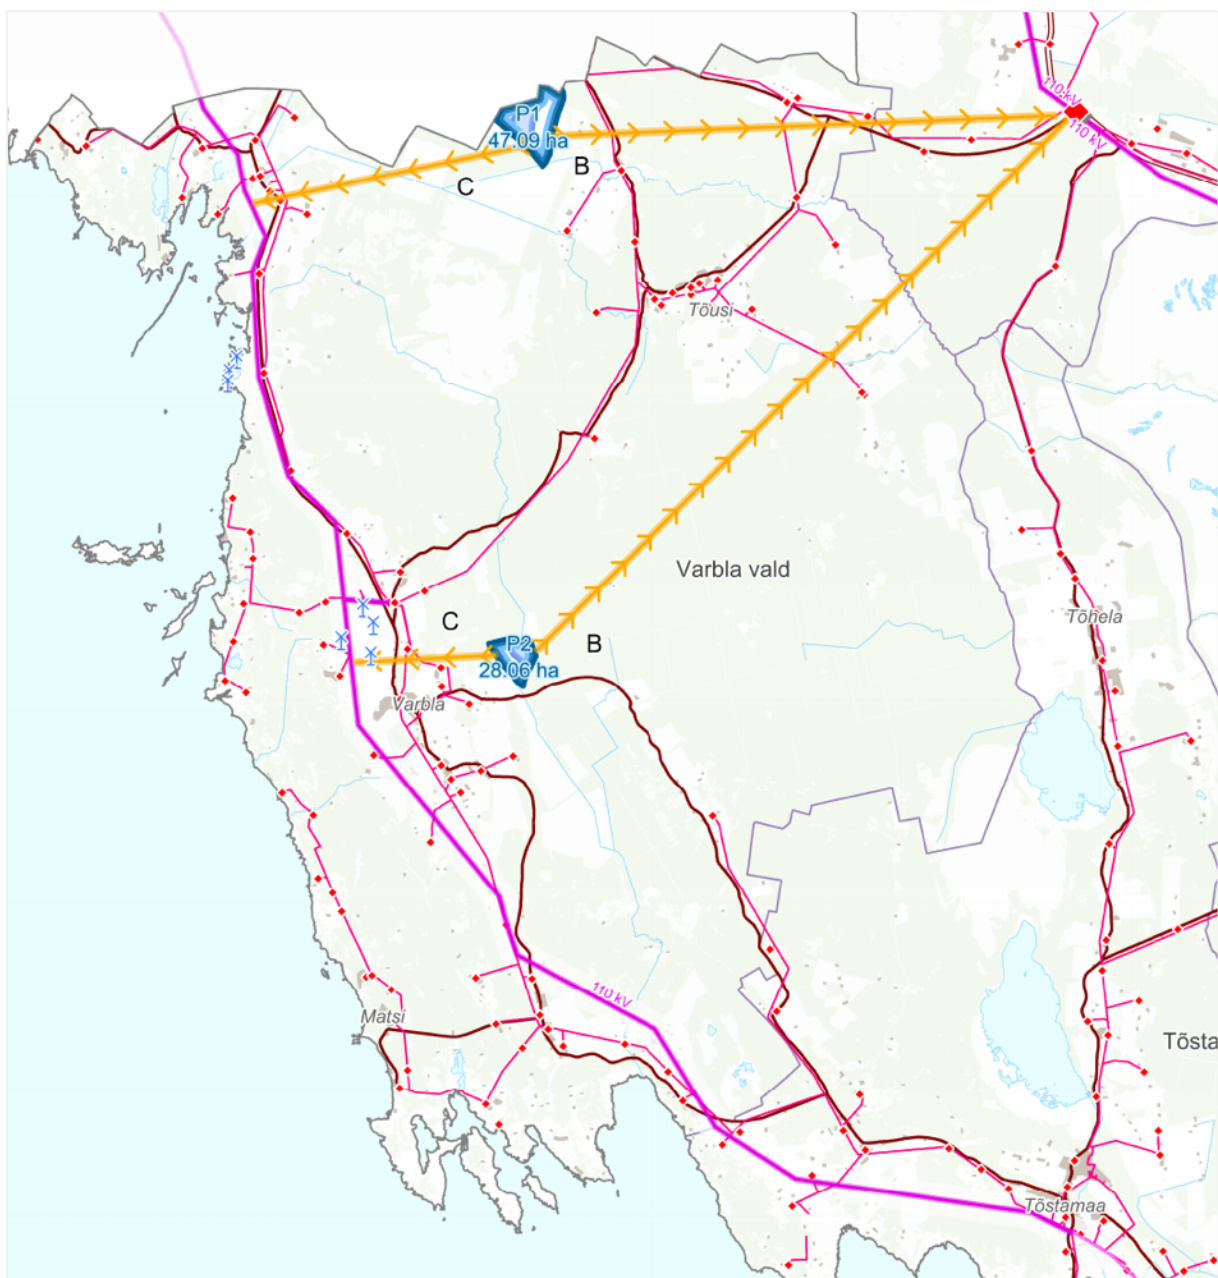 110 kV
110 kV
P1
47.09 ha
B
C
Tõusi
Varbla vald
C
P2
B
28.06 ha
Tõhela
Varbla
110 kV
Matsi
Tõsta
Tõstamaa